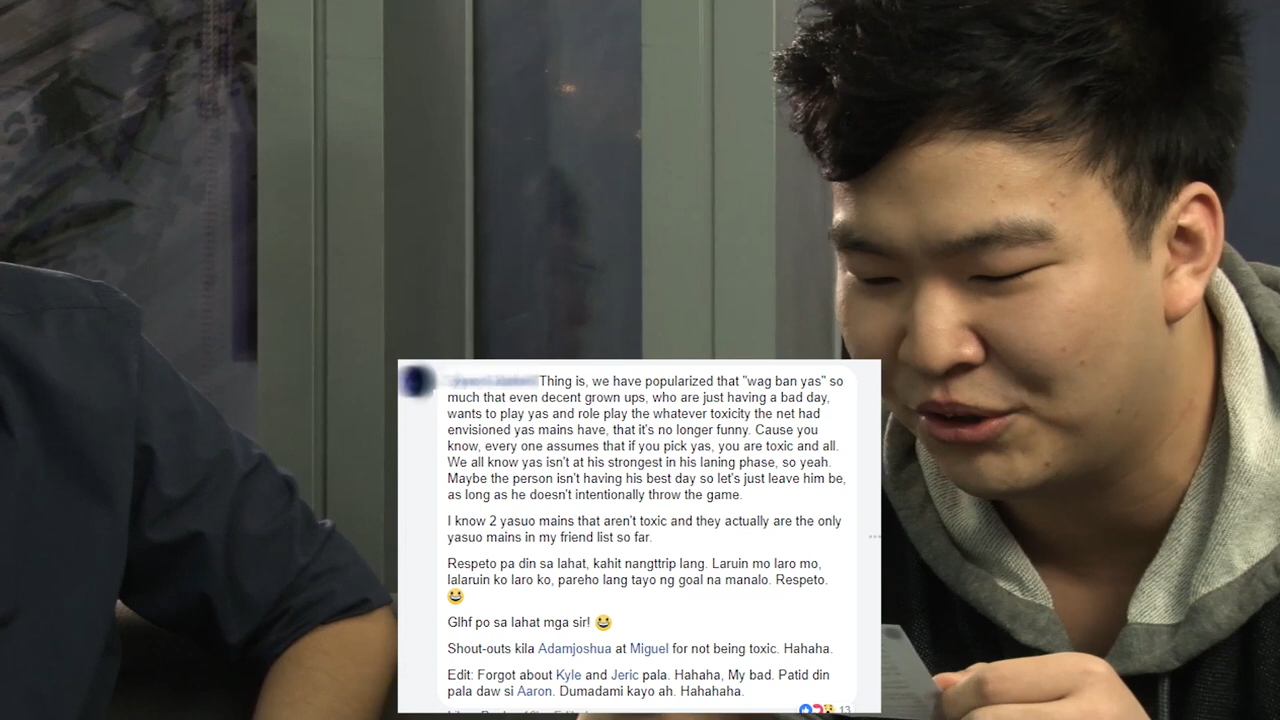 Thing is, we have popularized that "wag ban yas" so
much that even decent grown ups, who are just having a bad day,
wants to play yas and role play the whatever toxicity the net had
envisioned yas mains have, that it's no longer funny. Cause you
know, every one assumes that if you pick yas, you are toxic and all.
We all know yas isn't at his strongest in his laning phase, so yeah.
Maybe the person isn't having his best day so let's just leave him be,
as long as he doesn't intentionally throw the game.
I know 2 yasuo mains that aren't toxic and they actually are the only
yasuo mains in my friend list so far.
Respeto pa din sa lahat, kahit nangttrip lang. Laruin mo laro mo,
lalaruin ko laro ko, pareho lang tayo ng goal na manalo. Respeto.
😀
Glhf po sa lahat mga sir! 😀
Shout-outs kila Adamjoshua at Miguel for not being toxic. Hahaha.
Edit: Forgot about Kyle and Jeric pala. Hahaha, My bad. Patid din
pala daw si Aaron. Dumadami kayo ah. Hahahaha.
13